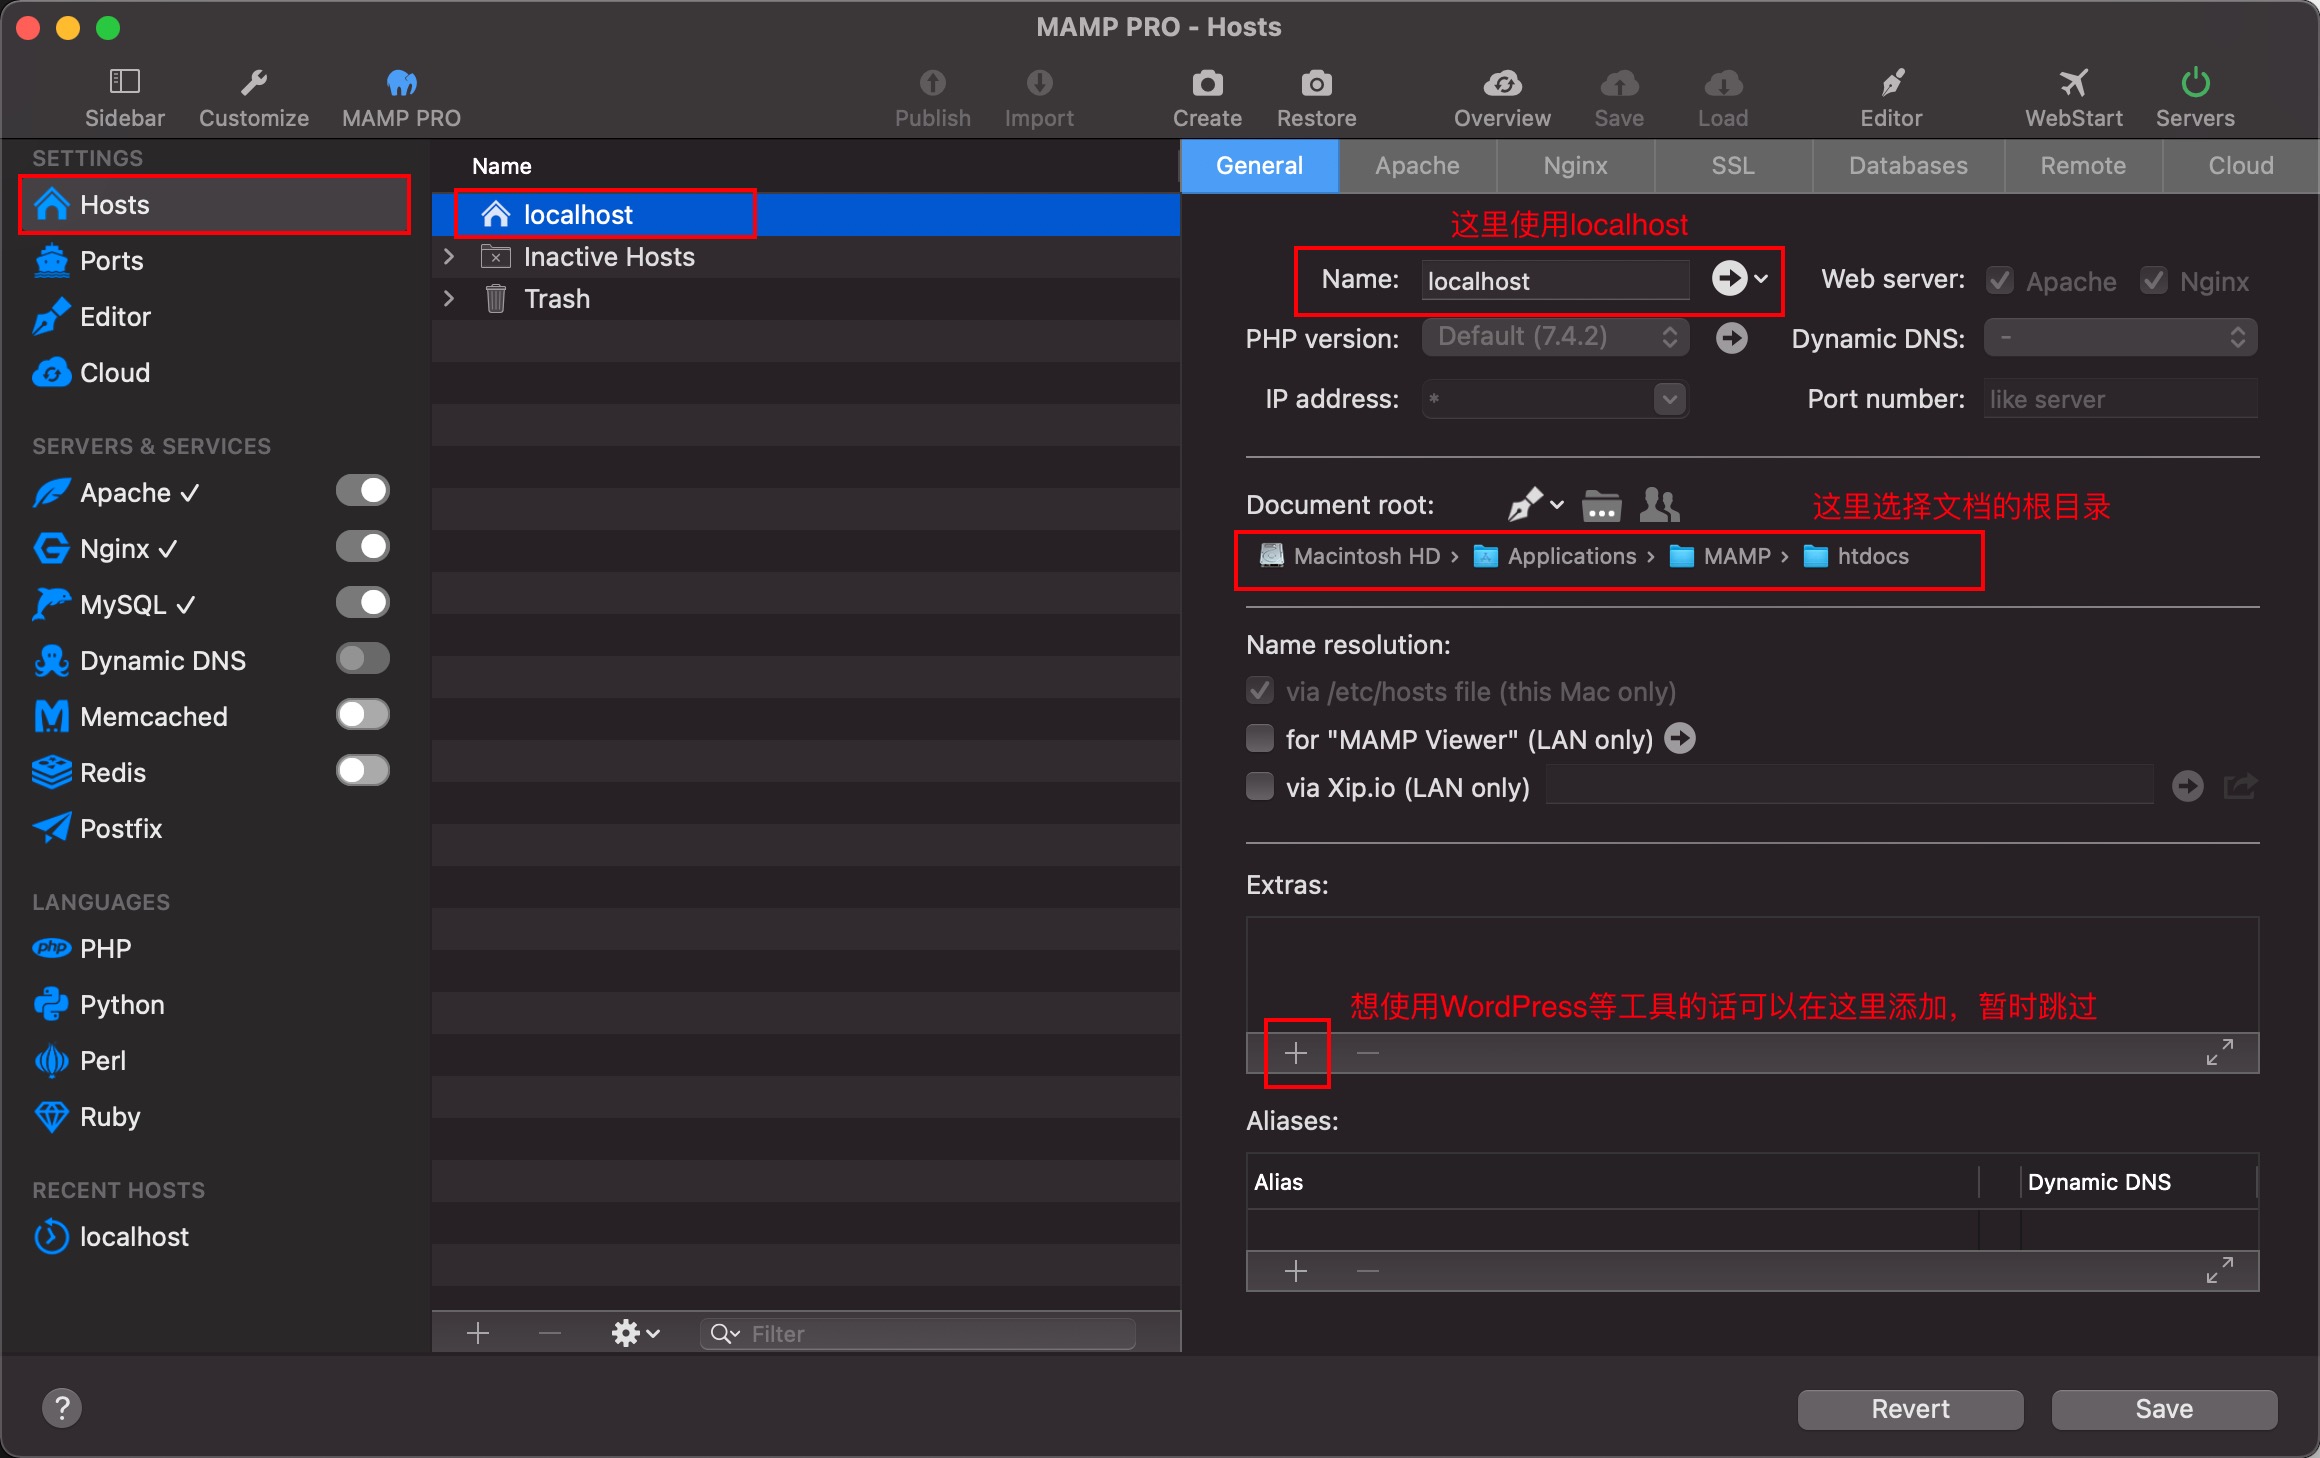 MAMP PRO - Hosts
Sidebar
Customize
MAMP PRO
Publish
Import
Create
Restore
Overview
Save
Load
Editor
WebStart
Servers
SETTINGS
Hosts
Ports
Editor
Cloud
SERVERS & SERVICES
Apache ✓
Nginx ✓
MySQL ✓
Dynamic DNS
Memcached
Redis
Postfix
LANGUAGES
php PHP
Python
Perl
Ruby
RECENT HOSTS
localhost
Name
localhost
Inactive Hosts
Trash
Filter
General
Apache
Nginx
SSL
Databases
Remote
Cloud
这里使用localhost
Name: localhost
Web server: Apache Nginx
PHP version: Default (7.4.2)
Dynamic DNS: -
IP address: *
Port number: like server
Document root:
这里选择文档的根目录
Macintosh HD › Applications › MAMP › htdocs
Name resolution:
via /etc/hosts file (this Mac only)
for "MAMP Viewer" (LAN only)
via Xip.io (LAN only)
Extras:
想使用WordPress等工具的话可以在这里添加，暂时跳过
Aliases:
Alias
Dynamic DNS
?
Revert
Save